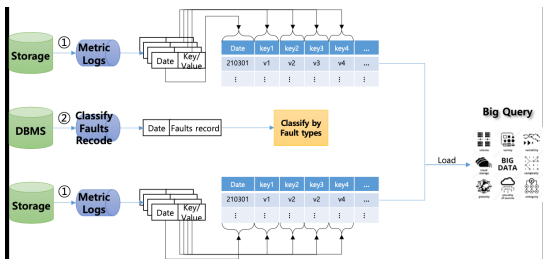 Storage
①
Metric
Logs
Date
Key/
Value
Date key1 key2 key3 key4 ...
210301 v1 v2 v3 v4 ...
⋮ ⋮ ⋮ ⋮ ⋮
DBMS
②
Classify
Faults
Recode
Date Faults record
Classify by
Fault types
Storage
①
Metric
Logs
Date
Key/
Value
Date key1 key2 key3 key4 ...
210301 v1 v2 v2 v4 ...
⋮ ⋮ ⋮ ⋮ ⋮
Load
Big Query
BIG
DATA